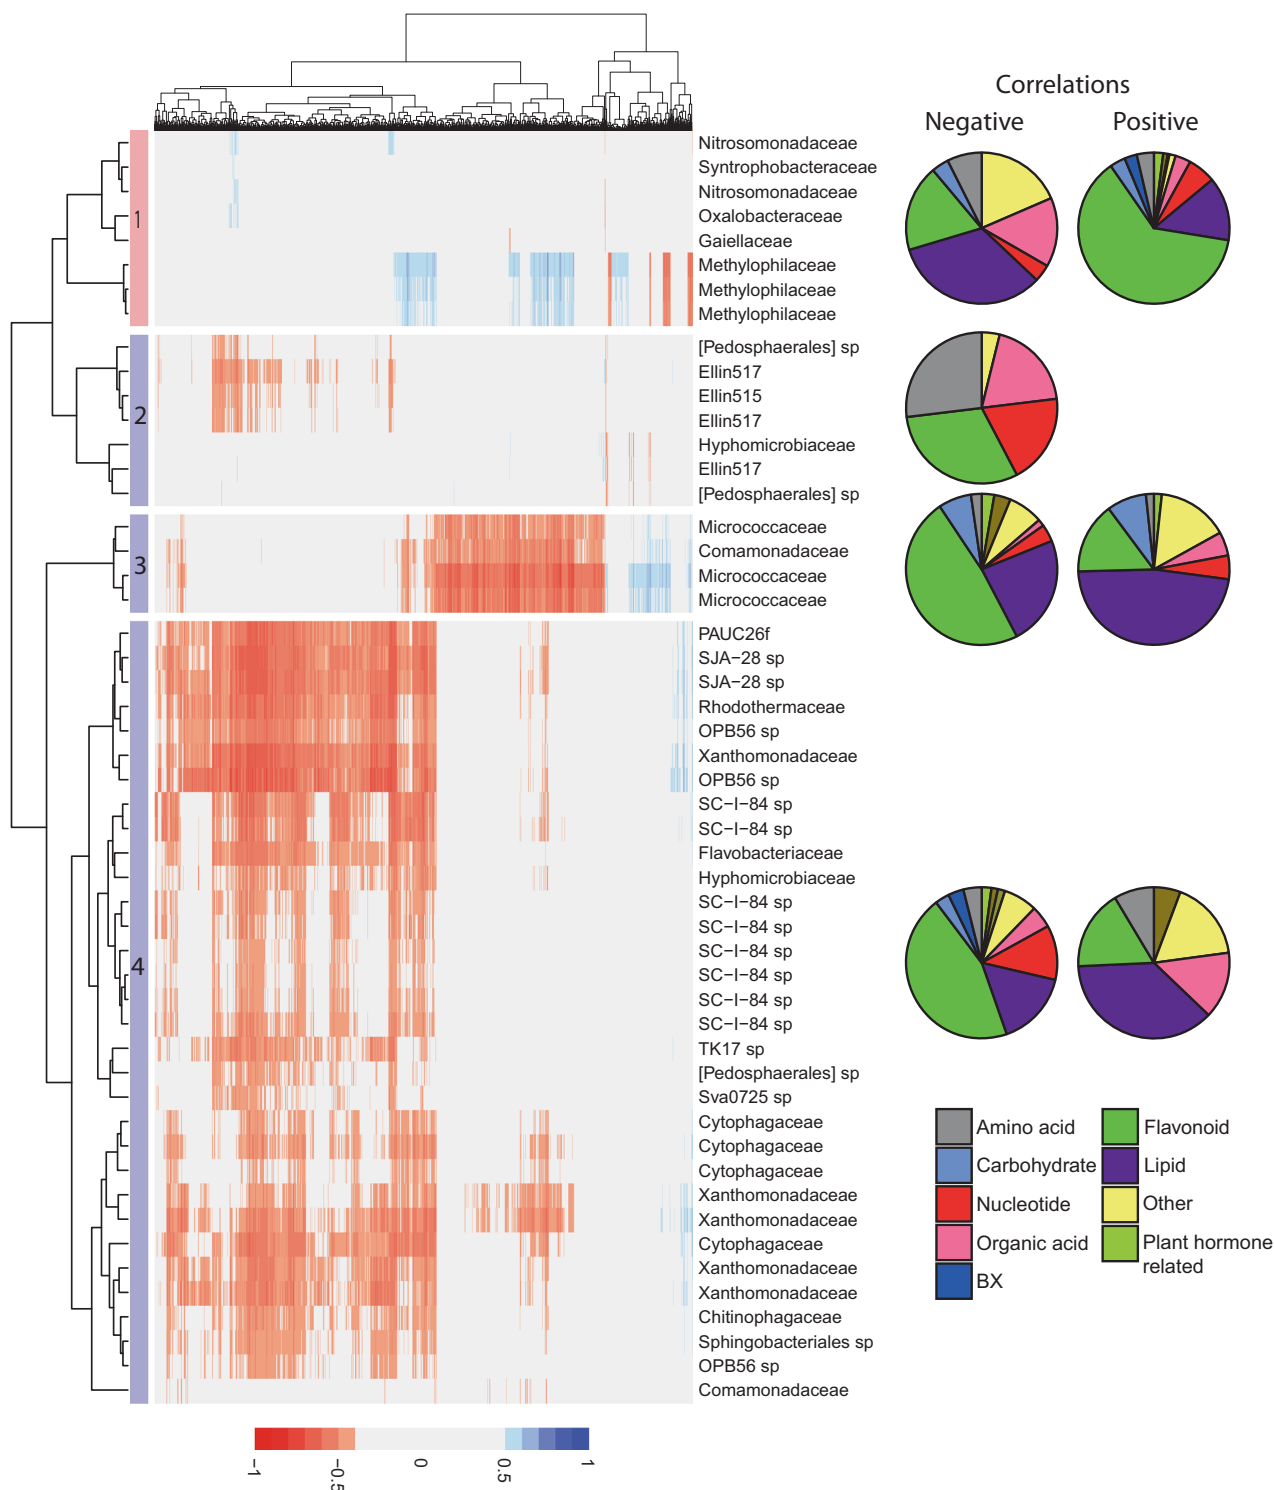 Correlations
Negative
Positive
1
Nitrosomonadaceae
Syntrophobacteraceae
Nitrosomonadaceae
Oxalobacteraceae
Gaiellaceae
Methylophilaceae
Methylophilaceae
Methylophilaceae
2
[Pedosphaerales] sp
Ellin517
Ellin515
Ellin517
Hyphomicrobiaceae
Ellin517
[Pedosphaerales] sp
3
Micrococcaceae
Comamonadaceae
Micrococcaceae
Micrococcaceae
4
PAUC26f
SJA−28 sp
SJA−28 sp
Rhodothermaceae
OPB56 sp
Xanthomonadaceae
OPB56 sp
SC−I−84 sp
SC−I−84 sp
Flavobacteriaceae
Hyphomicrobiaceae
SC−I−84 sp
SC−I−84 sp
SC−I−84 sp
SC−I−84 sp
SC−I−84 sp
SC−I−84 sp
TK17 sp
[Pedosphaerales] sp
Sva0725 sp
Cytophagaceae
Cytophagaceae
Cytophagaceae
Xanthomonadaceae
Xanthomonadaceae
Cytophagaceae
Xanthomonadaceae
Xanthomonadaceae
Chitinophagaceae
Sphingobacteriales sp
OPB56 sp
Comamonadaceae
Amino acid
Carbohydrate
Nucleotide
Organic acid
BX
Flavonoid
Lipid
Other
Plant hormone
related
−1
−0.5
0
0.5
1